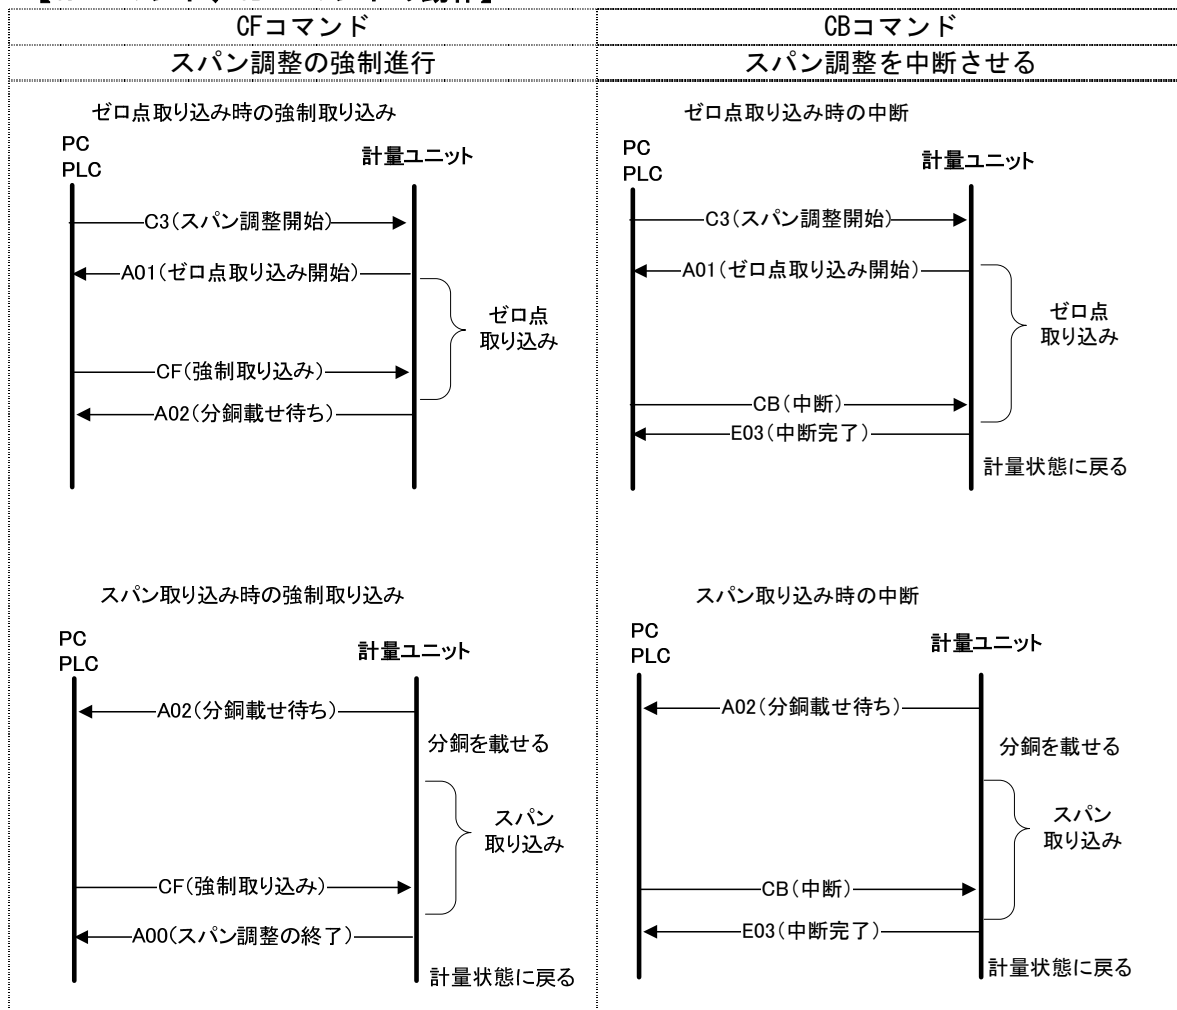 CFコマンド
CBコマンド
スパン調整の強制進行
スパン調整を中断させる
ゼロ点取り込み時の強制取り込み
PC
PLC
計量ユニット
C3(スパン調整開始)
A01(ゼロ点取り込み開始)
ゼロ点
取り込み
CF(強制取り込み)
A02(分銅載せ待ち)
ゼロ点取り込み時の中断
PC
PLC
計量ユニット
C3(スパン調整開始)
A01(ゼロ点取り込み開始)
ゼロ点
取り込み
CB(中断)
E03(中断完了)
計量状態に戻る
スパン取り込み時の強制取り込み
PC
PLC
計量ユニット
A02(分銅載せ待ち)
分銅を載せる
スパン
取り込み
CF(強制取り込み)
A00(スパン調整の終了)
計量状態に戻る
スパン取り込み時の中断
PC
PLC
計量ユニット
A02(分銅載せ待ち)
分銅を載せる
スパン
取り込み
CB(中断)
E03(中断完了)
計量状態に戻る